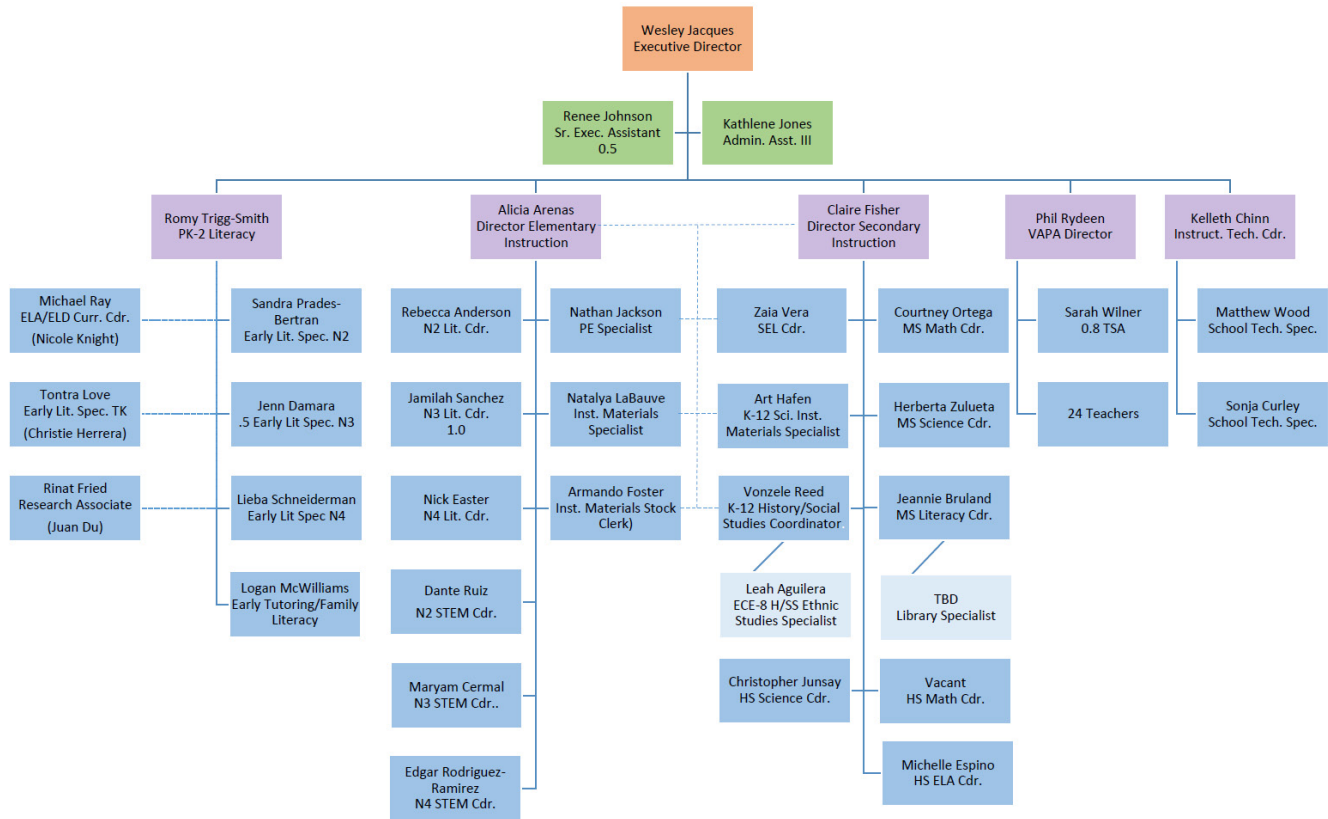 Wesley Jacques
Executive Director
Renee Johnson
Sr. Exec. Assistant
0.5
Kathlene Jones
Admin. Asst. III
Romy Trigg-Smith
PK-2 Literacy
Alicia Arenas
Director Elementary
Instruction
Claire Fisher
Director Secondary
Instruction
Phil Rydeen
VAPA Director
Kelleth Chinn
Instruct. Tech. Cdr.
Michael Ray
ELA/ELD Curr. Cdr.
(Nicole Knight)
Sandra Prades-
Bertran
Early Lit. Spec. N2
Rebecca Anderson
N2 Lit. Cdr.
Nathan Jackson
PE Specialist
Zaia Vera
SEL Cdr.
Courtney Ortega
MS Math Cdr.
Sarah Wilner
0.8 TSA
Matthew Wood
School Tech. Spec.
Tontra Love
Early Lit. Spec. TK
(Christie Herrera)
Jenn Damara
.5 Early Lit Spec. N3
Jamilah Sanchez
N3 Lit. Cdr.
1.0
Natalya LaBauve
Inst. Materials
Specialist
Art Hafen
K-12 Sci. Inst.
Materials Specialist
Herberta Zulueta
MS Science Cdr.
24 Teachers
Sonja Curley
School Tech. Spec.
Rinat Fried
Research Associate
(Juan Du)
Lieba Schneiderman
Early Lit Spec N4
Nick Easter
N4 Lit. Cdr.
Armando Foster
Inst. Materials Stock
Clerk)
Vonzele Reed
K-12 History/Social
Studies Coordinator.
Jeannie Bruland
MS Literacy Cdr.
Logan McWilliams
Early Tutoring/Family
Literacy
Dante Ruiz
N2 STEM Cdr.
Leah Aguilera
ECE-8 H/SS Ethnic
Studies Specialist
TBD
Library Specialist
Maryam Cermal
N3 STEM Cdr..
Christopher Junsay
HS Science Cdr.
Vacant
HS Math Cdr.
Edgar Rodriguez-
Ramirez
N4 STEM Cdr.
Michelle Espino
HS ELA Cdr.